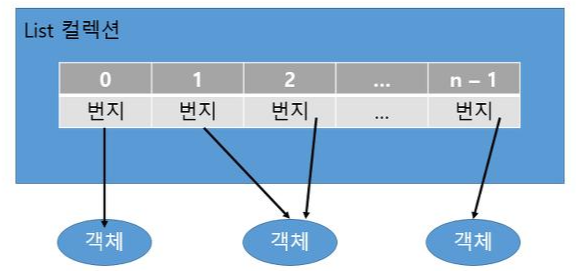 List 컬렉션
0 1 2 ... n – 1
번지 번지 번지 ... 번지
객체 객체 객체